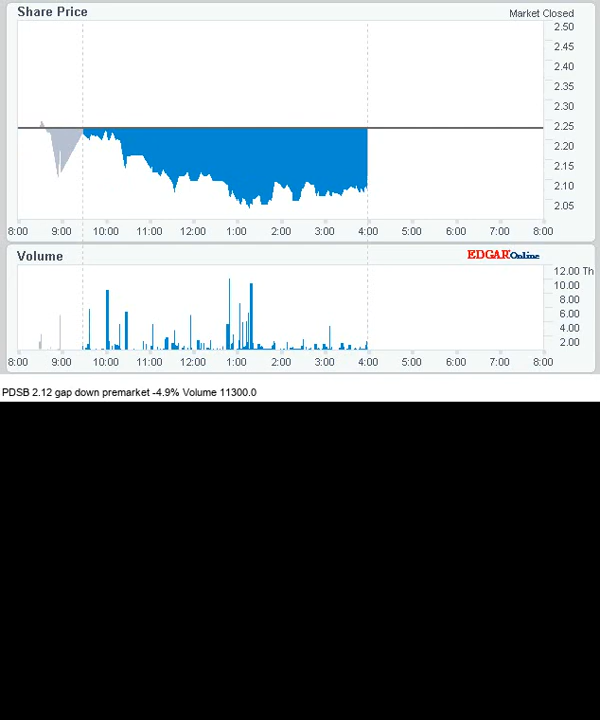 Share Price
Market Closed
2.50
2.45
2.40
2.35
2.30
2.25
2.20
2.15
2.10
2.05
8:00 9:00 10:00 11:00 12:00 1:00 2:00 3:00 4:00 5:00 6:00 7:00 8:00
Volume
EDGAROnline
12.00 Th
10.00
8.00
6.00
4.00
2.00
8:00 9:00 10:00 11:00 12:00 1:00 2:00 3:00 4:00 5:00 6:00 7:00 8:00
PDSB 2.12 gap down premarket -4.9% Volume 11300.0